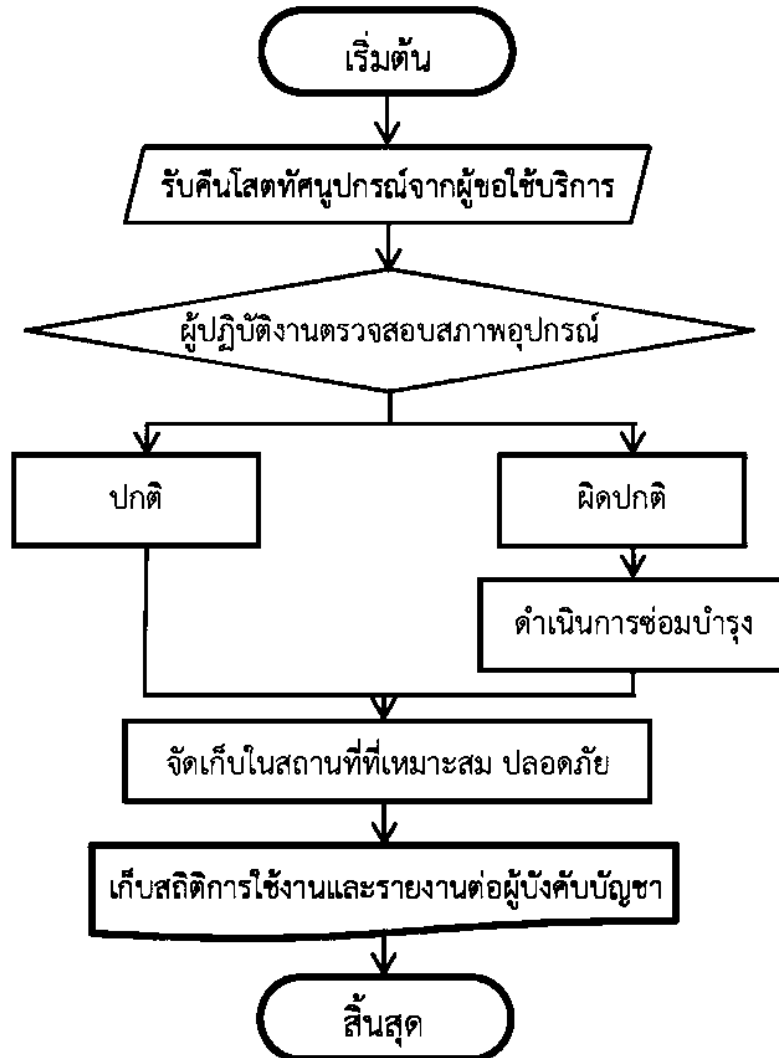 เริ่มต้น
รับคืนโสตทัศนูปกรณ์จากผู้ขอใช้บริการ
ผู้ปฏิบัติงานตรวจสอบสภาพอุปกรณ์
ปกติ
ผิดปกติ
ดำเนินการซ่อมบำรุง
จัดเก็บในสถานที่ที่เหมาะสม ปลอดภัย
เก็บสถิติการใช้งานและรายงานต่อผู้บังคับบัญชา
สิ้นสุด